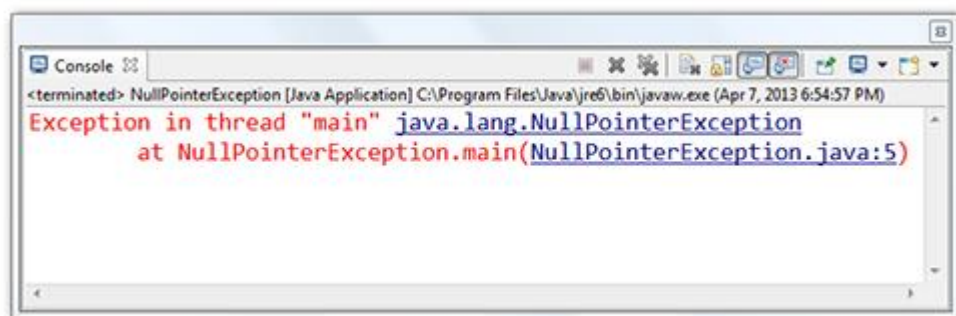 Console
<terminated> NullPointerException [Java Application] C:\Program Files\Java\jre6\bin\javaw.exe (Apr 7, 2013 6:54:57 PM)
Exception in thread "main" java.lang.NullPointerException
at NullPointerException.main(NullPointerException.java:5)